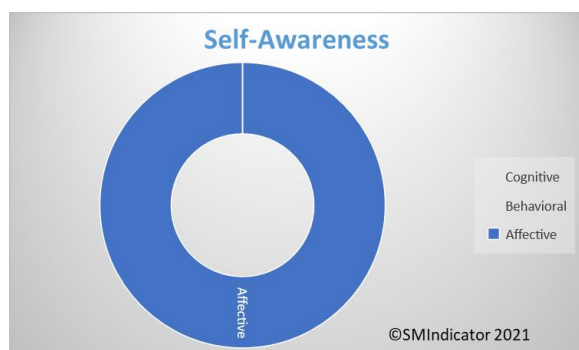 Self-Awareness
Cognitive
Behavioral
Affective
Affective
©SMIndicator 2021